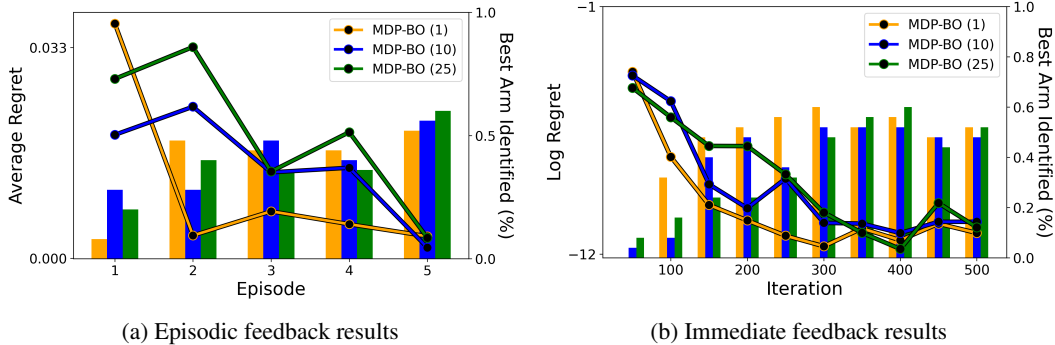 Average Regret
0.033
0.000
1 2 3 4 5
Episode
1.0
0.5
0.0
Best Arm Identified (%)
MDP-BO (1)
MDP-BO (10)
MDP-BO (25)
(a) Episodic feedback results
Log Regret
−1
−12
100 200 300 400 500
Iteration
1.0
0.8
0.6
0.4
0.2
0.0
Best Arm Identified (%)
MDP-BO (1)
MDP-BO (10)
MDP-BO (25)
(b) Immediate feedback results